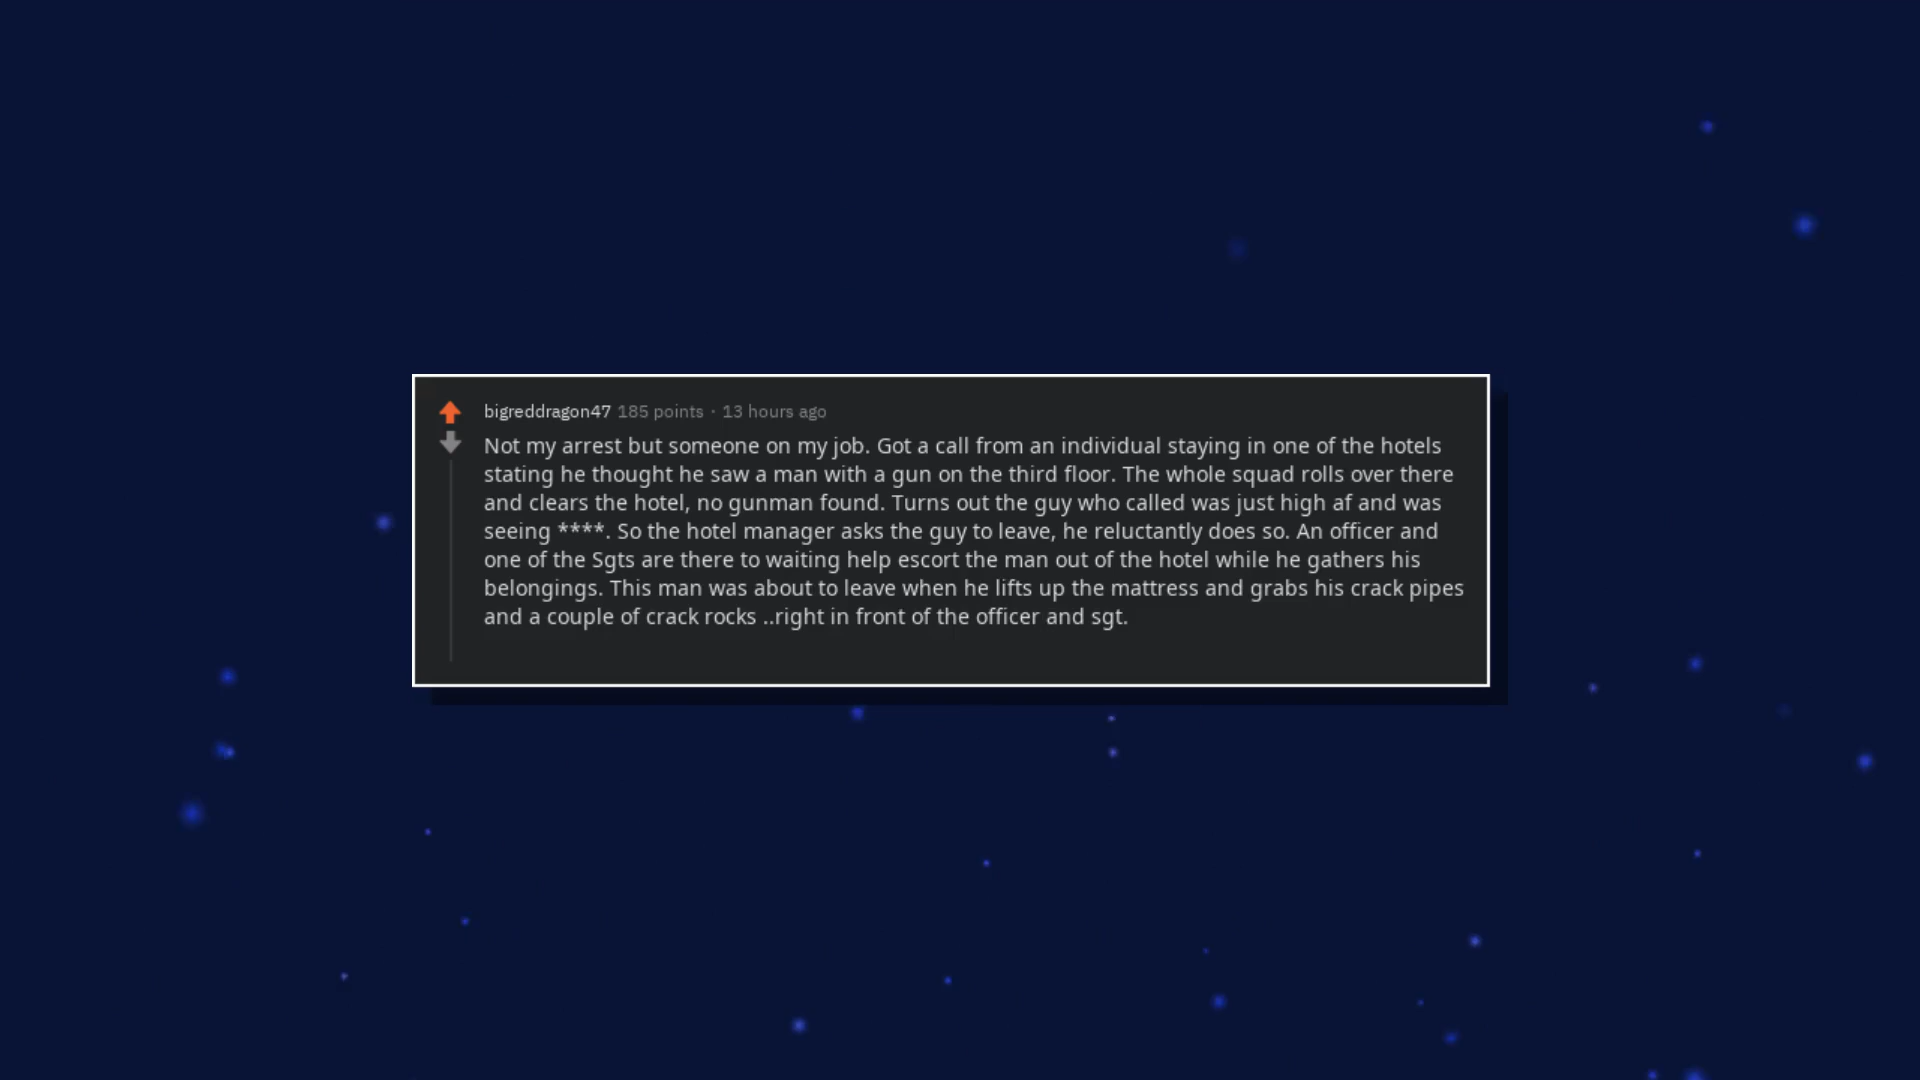 bigreddragon47 185 points · 13 hours ago
Not my arrest but someone on my job. Got a call from an individual staying in one of the hotels
stating he thought he saw a man with a gun on the third floor. The whole squad rolls over there
and clears the hotel, no gunman found. Turns out the guy who called was just high af and was
seeing ****. So the hotel manager asks the guy to leave, he reluctantly does so. An officer and
one of the Sgts are there to waiting help escort the man out of the hotel while he gathers his
belongings. This man was about to leave when he lifts up the mattress and grabs his crack pipes
and a couple of crack rocks ..right in front of the officer and sgt.